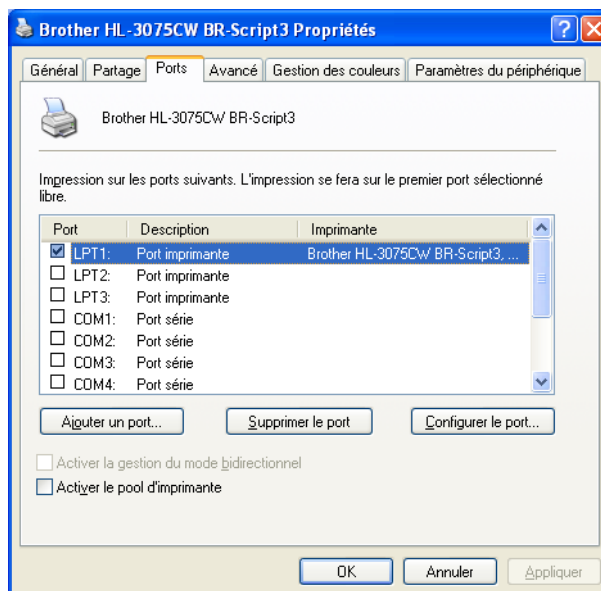 Brother HL-3075CW BR-Script3 Propriétés
Général Partage Ports Avancé Gestion des couleurs Paramètres du périphérique
Brother HL-3075CW BR-Script3
Impression sur les ports suivants. L'impression se fera sur le premier port sélectionné
libre.
Port Description Imprimante
LPT1: Port imprimante Brother HL-3075CW BR-Script3, ...
LPT2: Port imprimante
LPT3: Port imprimante
COM1: Port série
COM2: Port série
COM3: Port série
COM4: Port série
Ajouter un port... Supprimer le port Configurer le port...
Activer la gestion du mode bidirectionnel
Activer le pool d'imprimante
OK Annuler Appliquer